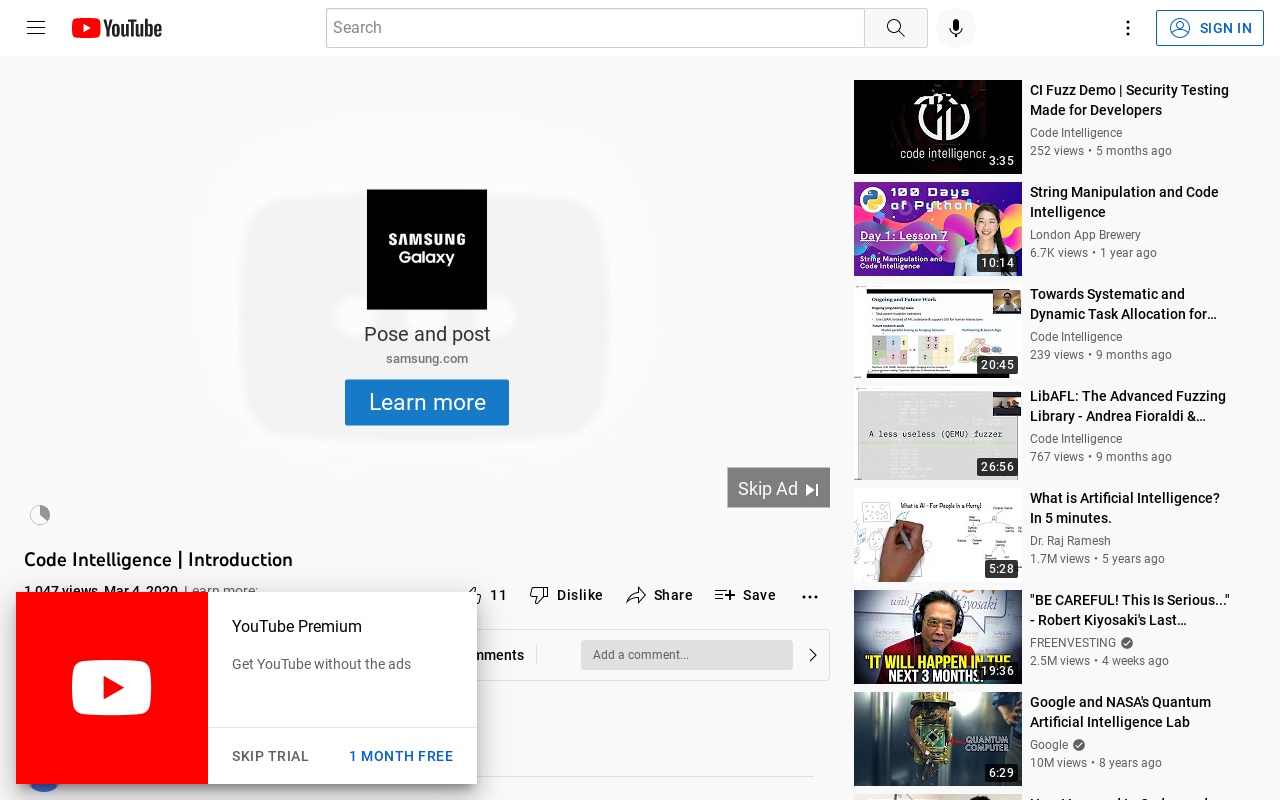 YouTube
Search
SIGN IN
SAMSUNG
Galaxy
Pose and post
samsung.com
Learn more
Skip Ad
Code Intelligence | Introduction
1,047 views Mar 4, 2020 | Learn more:
11
Dislike
Share
Save
mments
Add a comment...
YouTube Premium
Get YouTube without the ads
SKIP TRIAL
1 MONTH FREE
code intelligence
3:35
CI Fuzz Demo | Security Testing
Made for Developers
Code Intelligence
252 views • 5 months ago
100 Days
of Python
Day 1: Lesson 7
String Manipulation and
Code Intelligence
10:14
String Manipulation and Code
Intelligence
London App Brewery
6.7K views • 1 year ago
Ongoing and Future Work
20:45
Towards Systematic and
Dynamic Task Allocation for...
Code Intelligence
239 views • 9 months ago
A less useless (QEMU) fuzzer
26:56
LibAFL: The Advanced Fuzzing
Library - Andrea Fioraldi &...
Code Intelligence
767 views • 9 months ago
What is AI - For People In a Hurry!
5:28
What is Artificial Intelligence?
In 5 minutes.
Dr. Raj Ramesh
1.7M views • 5 years ago
with
Kiyosaki
"IT WILL HAPPEN IN THE
NEXT 3 MONTHS
19:36
"BE CAREFUL! This Is Serious..."
- Robert Kiyosaki's Last...
FREENVESTING
2.5M views • 4 weeks ago
QUANTUM
COMPUTER
6:29
Google and NASA's Quantum
Artificial Intelligence Lab
Google
10M views • 8 years ago